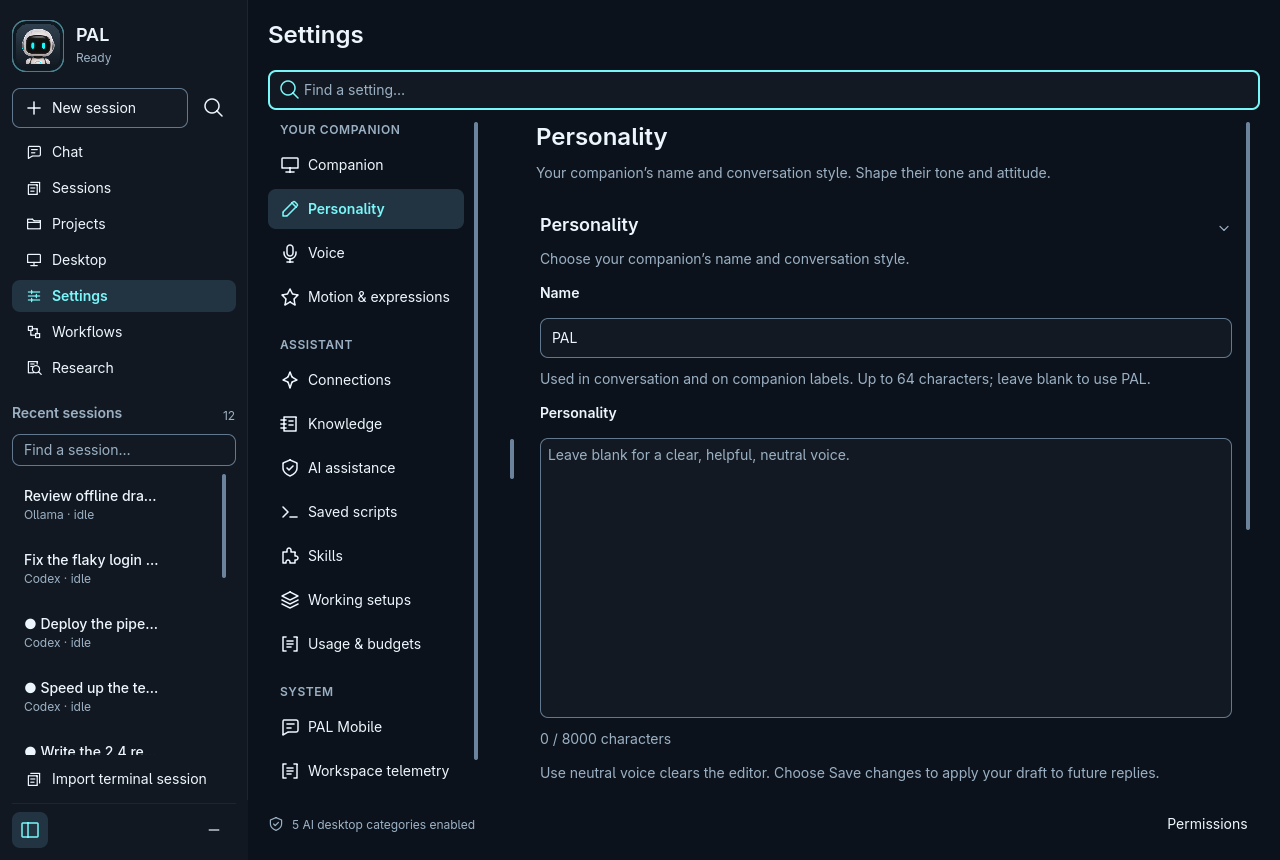 PAL
Ready
New session
Chat
Sessions
Projects
Desktop
Settings
Workflows
Research
Recent sessions
12
Find a session...
Review offline dra...
Ollama · idle
Fix the flaky login ...
Codex · idle
Deploy the pipe...
Codex · idle
Speed up the te...
Codex · idle
Write the 2.4 re
Import terminal session
Settings
Find a setting...
YOUR COMPANION
Companion
Personality
Voice
Motion & expressions
ASSISTANT
Connections
Knowledge
AI assistance
Saved scripts
Skills
Working setups
Usage & budgets
SYSTEM
PAL Mobile
Workspace telemetry
Personality
Your companion’s name and conversation style. Shape their tone and attitude.
Personality
Choose your companion’s name and conversation style.
Name
PAL
Used in conversation and on companion labels. Up to 64 characters; leave blank to use PAL.
Personality
Leave blank for a clear, helpful, neutral voice.
0 / 8000 characters
Use neutral voice clears the editor. Choose Save changes to apply your draft to future replies.
5 AI desktop categories enabled
Permissions